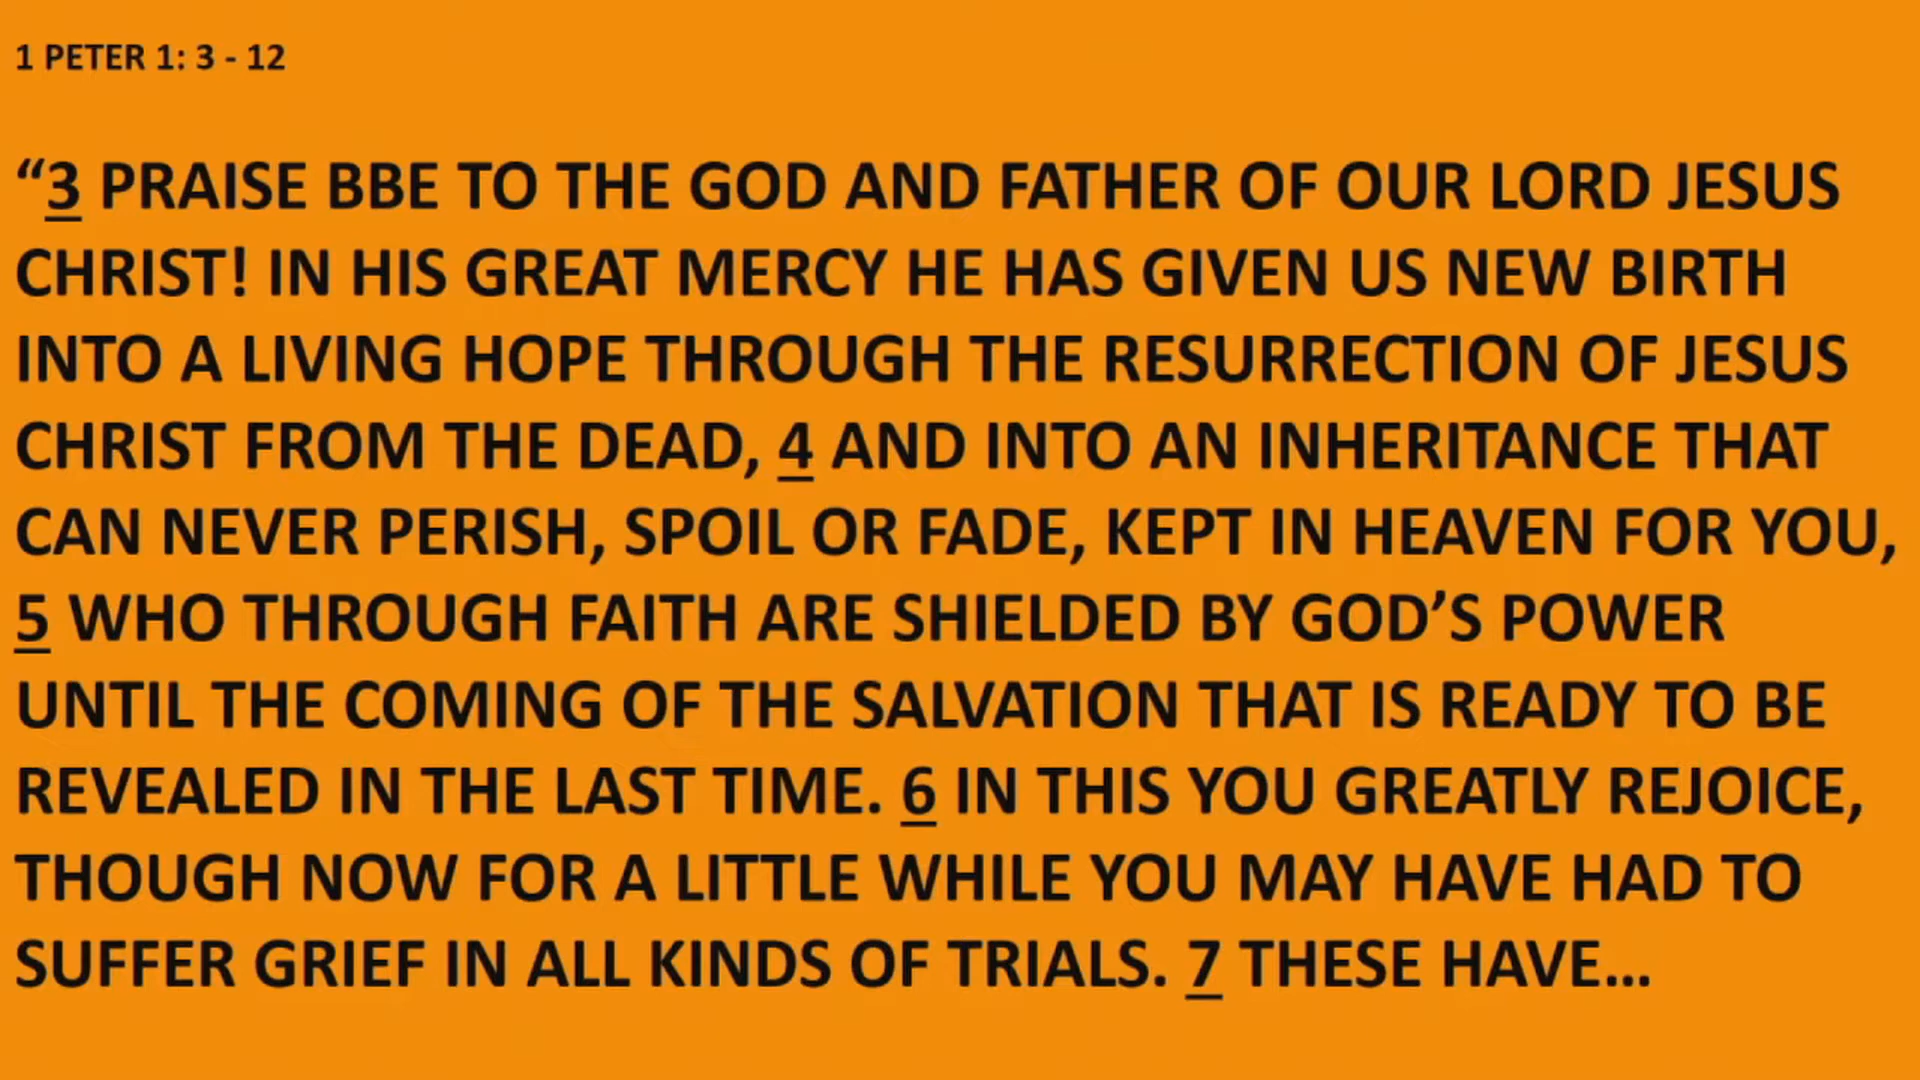 1 PETER 1: 3 - 12
“3 PRAISE BBE TO THE GOD AND FATHER OF OUR LORD JESUS
CHRIST! IN HIS GREAT MERCY HE HAS GIVEN US NEW BIRTH
INTO A LIVING HOPE THROUGH THE RESURRECTION OF JESUS
CHRIST FROM THE DEAD, 4 AND INTO AN INHERITANCE THAT
CAN NEVER PERISH, SPOIL OR FADE, KEPT IN HEAVEN FOR YOU,
5 WHO THROUGH FAITH ARE SHIELDED BY GOD’S POWER
UNTIL THE COMING OF THE SALVATION THAT IS READY TO BE
REVEALED IN THE LAST TIME. 6 IN THIS YOU GREATLY REJOICE,
THOUGH NOW FOR A LITTLE WHILE YOU MAY HAVE HAD TO
SUFFER GRIEF IN ALL KINDS OF TRIALS. 7 THESE HAVE…